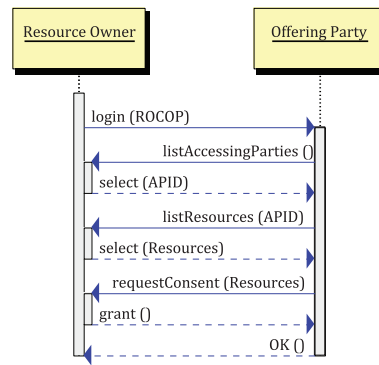 Resource Owner
Offering Party
login (ROCOP)
listAccessingParties ()
select (APID)
listResources (APID)
select (Resources)
requestConsent (Resources)
grant ()
OK ()